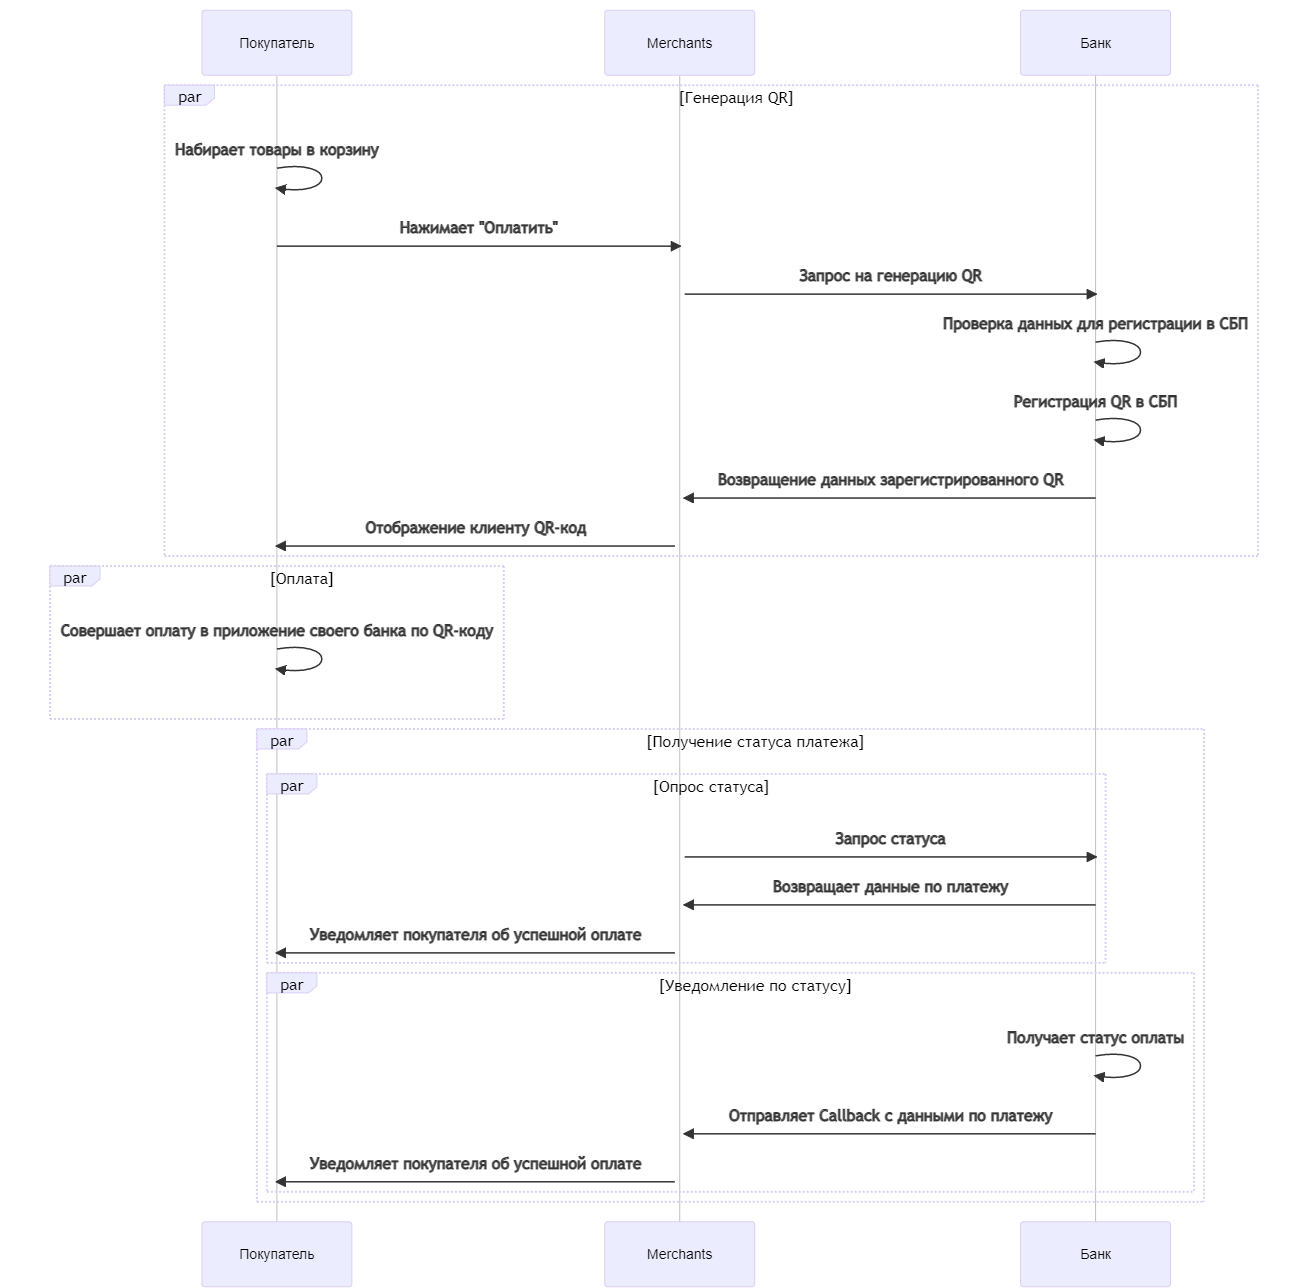 Покупатель
Merchants
Банк
par
[Генерация QR]
Набирает товары в корзину
Нажимает "Оплатить"
Запрос на генерацию QR
Проверка данных для регистрации в СБП
Регистрация QR в СБП
Возвращение данных зарегистрированного QR
Отображение клиенту QR-код
par
[Оплата]
Совершает оплату в приложение своего банка по QR-коду
par
[Получение статуса платежа]
par
[Опрос статуса]
Запрос статуса
Возвращает данные по платежу
Уведомляет покупателя об успешной оплате
par
[Уведомление по статусу]
Получает статус оплаты
Отправляет Callback с данными по платежу
Уведомляет покупателя об успешной оплате
Покупатель
Merchants
Банк